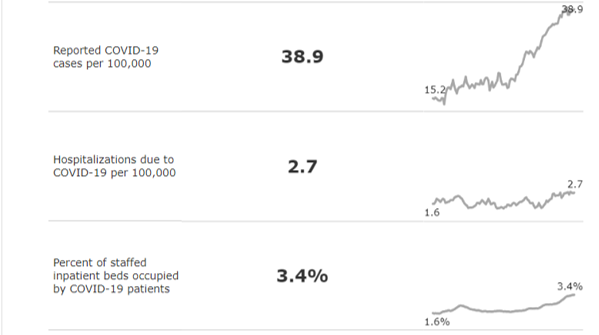 38.9
Reported COVID-19
cases per 100,000
38.9
15.2
Hospitalizations due to
COVID-19 per 100,000
2.7
2.7
1.6
Percent of staffed
inpatient beds occupied
by COVID-19 patients
3.4%
3.4%
1.6%